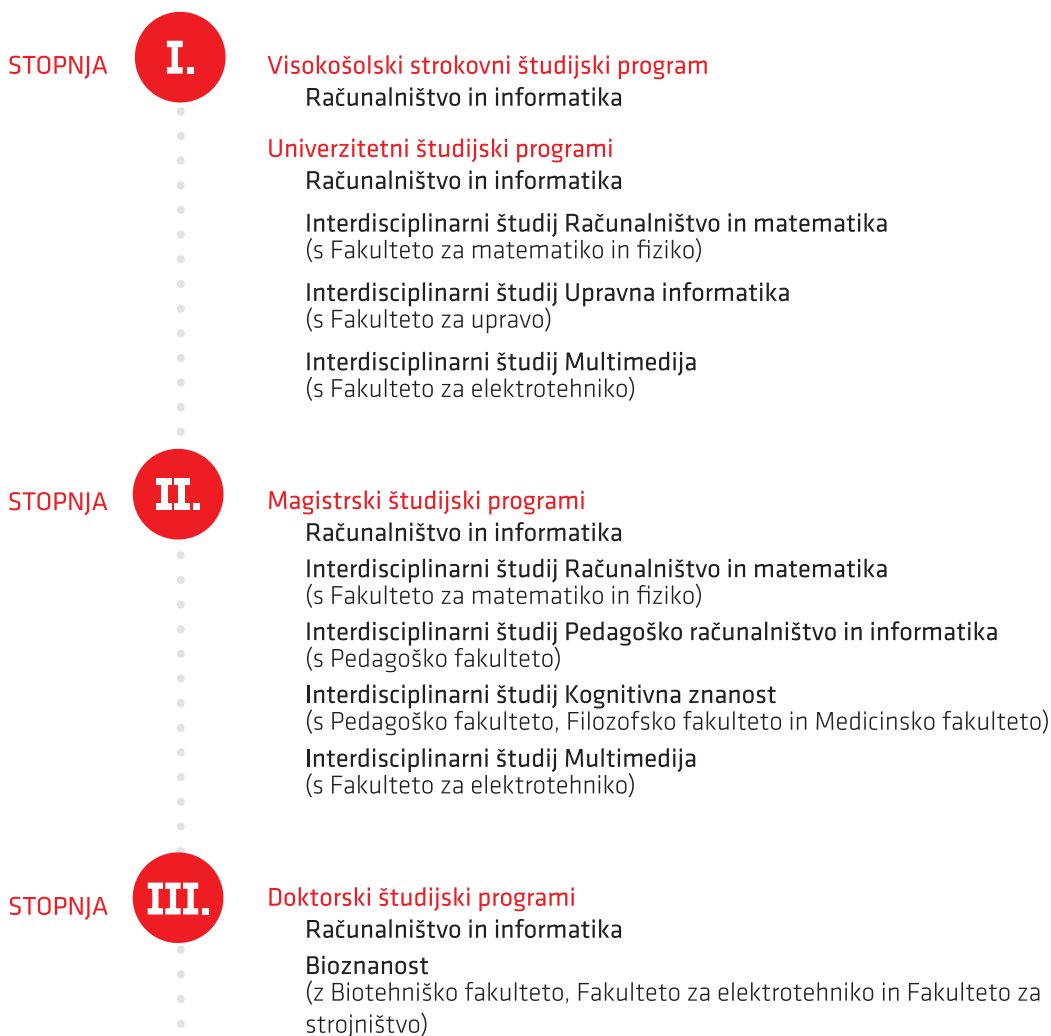 STOPNJA I.
Visokošolski strokovni študijski program
Računalništvo in informatika
Univerzitetni študijski programi
Računalništvo in informatika
Interdisciplinarni študij Računalništvo in matematika
(s Fakulteto za matematiko in fiziko)
Interdisciplinarni študij Upravna informatika
(s Fakulteto za upravo)
Interdisciplinarni študij Multimedija
(s Fakulteto za elektrotehniko)
STOPNJA II.
Magistrski študijski programi
Računalništvo in informatika
Interdisciplinarni študij Računalništvo in matematika
(s Fakulteto za matematiko in fiziko)
Interdisciplinarni študij Pedagoško računalništvo in informatika
(s Pedagoško fakulteto)
Interdisciplinarni študij Kognitivna znanost
(s Pedagoško fakulteto, Filozofsko fakulteto in Medicinsko fakulteto)
Interdisciplinarni študij Multimedija
(s Fakulteto za elektrotehniko)
STOPNJA III.
Doktorski študijski programi
Računalništvo in informatika
Bioznanost
(z Biotehniško fakulteto, Fakulteto za elektrotehniko in Fakulteto za
strojništvo)